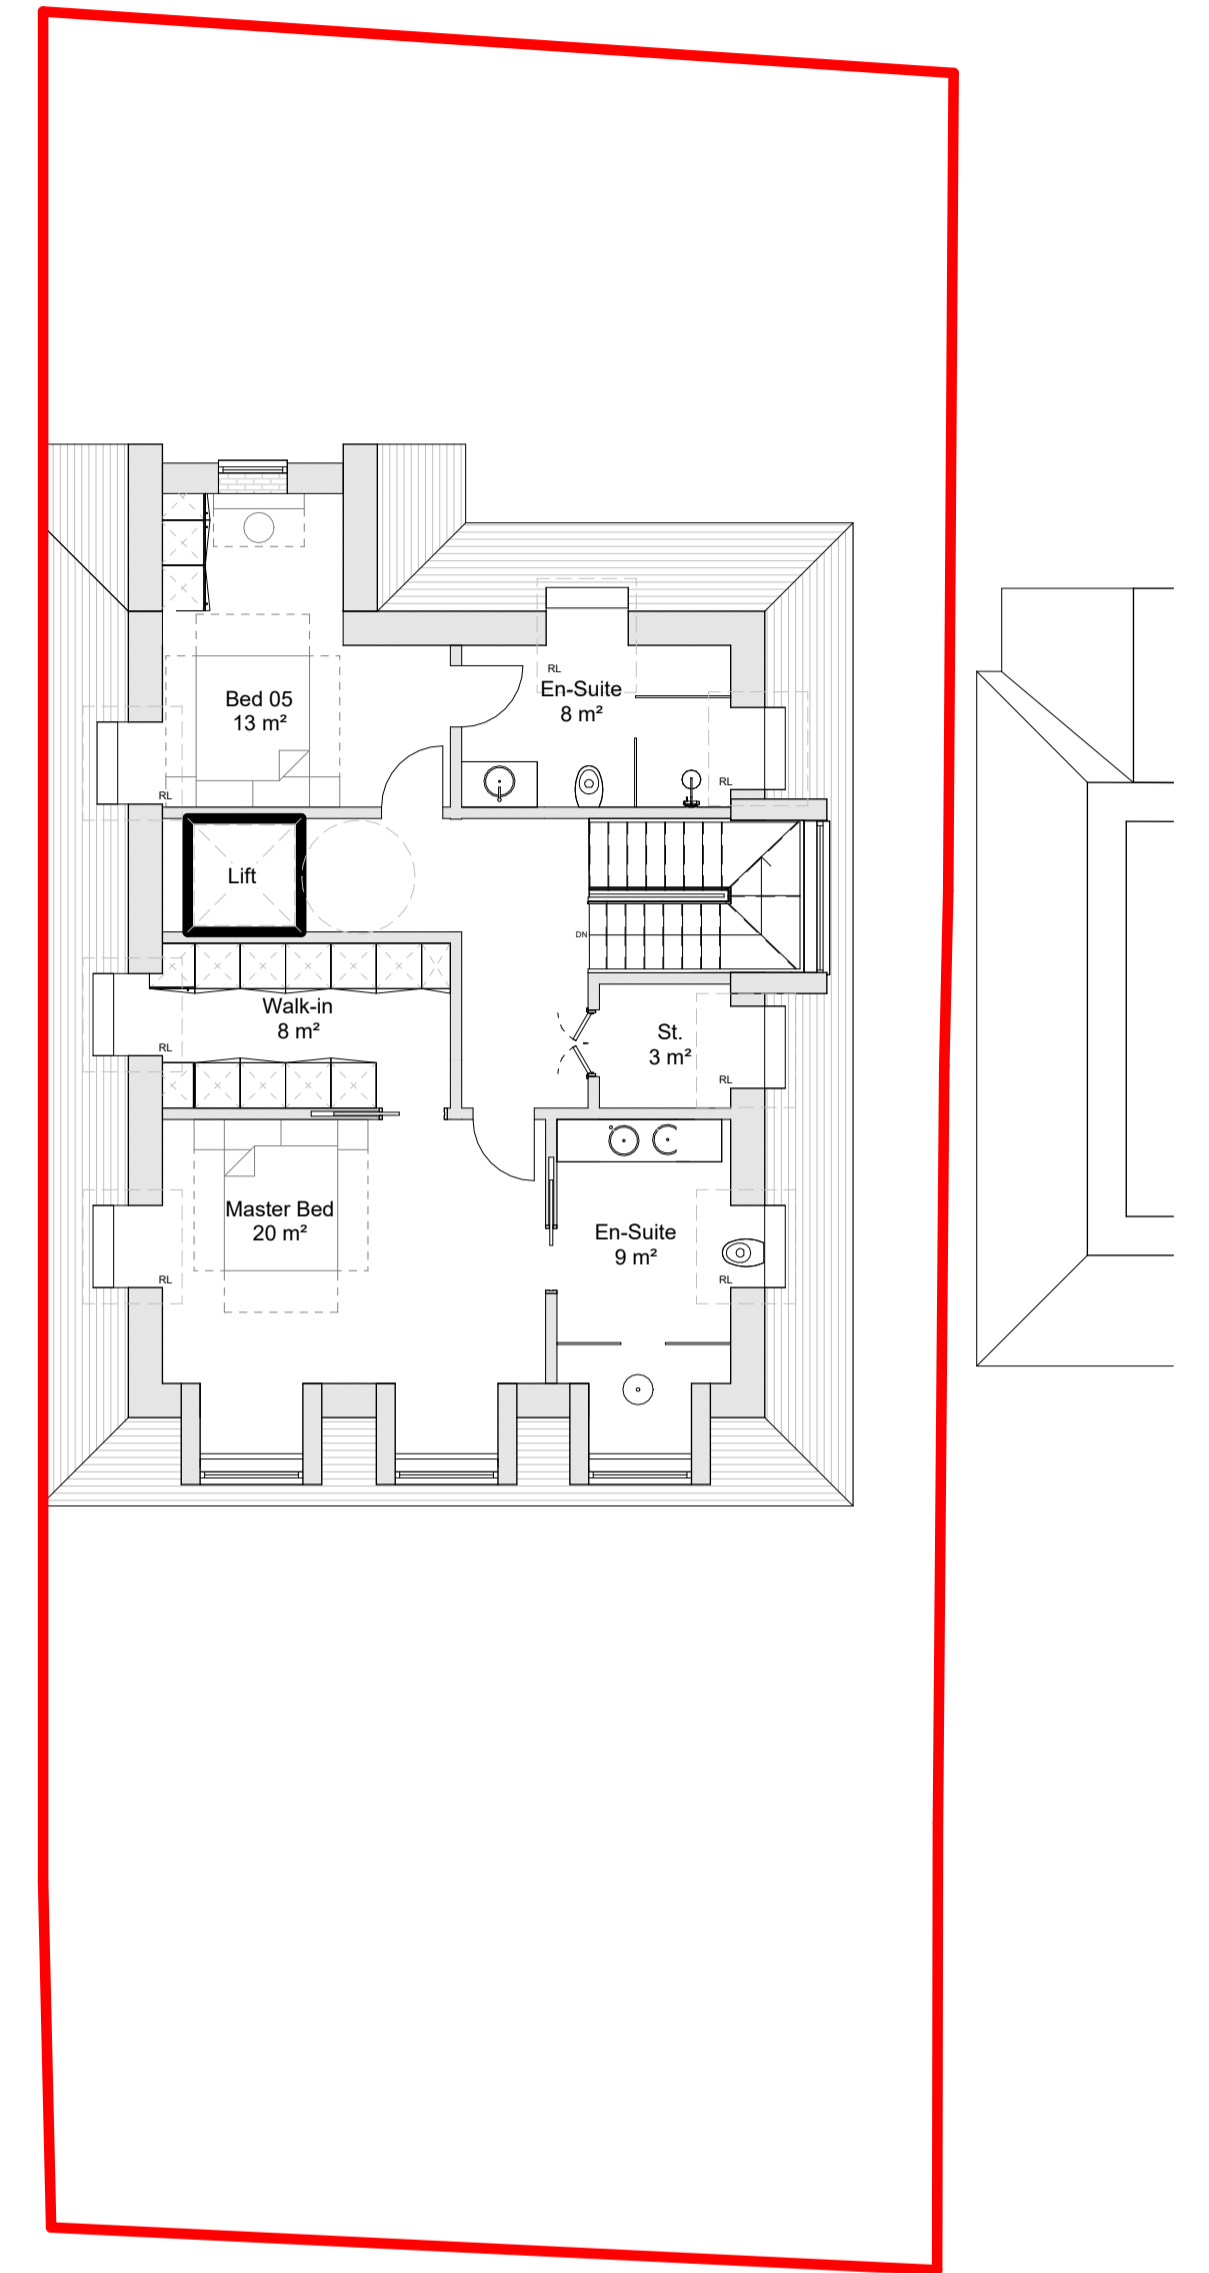 RL
En-Suite
8 m²
Bed 05
13 m²
RL
RL
Lift
DN
Walk-in
8 m²
St.
3 m²
RL
RL
Master Bed
20 m²
En-Suite
9 m²
RL
RL